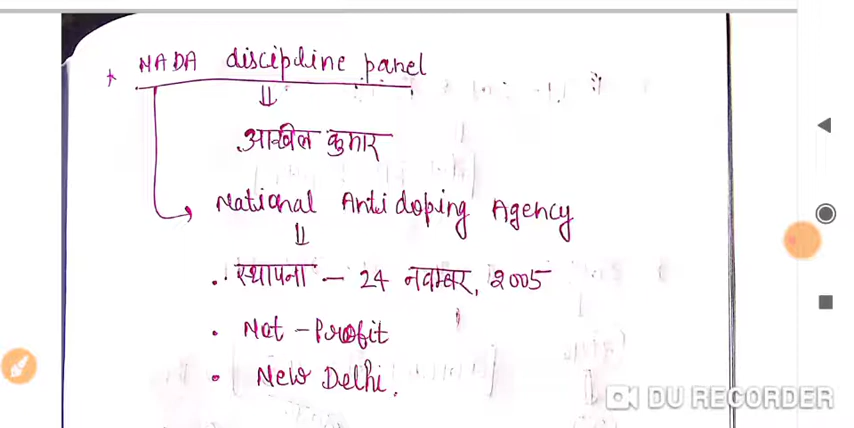 * NADA discipline panel
⇓
अखिल कुमार
→ National Antidoping Agency
⇓
. स्थापना – 24 नवम्बर, 2005
. Not – Profit
. New Delhi.
DU RECORDER